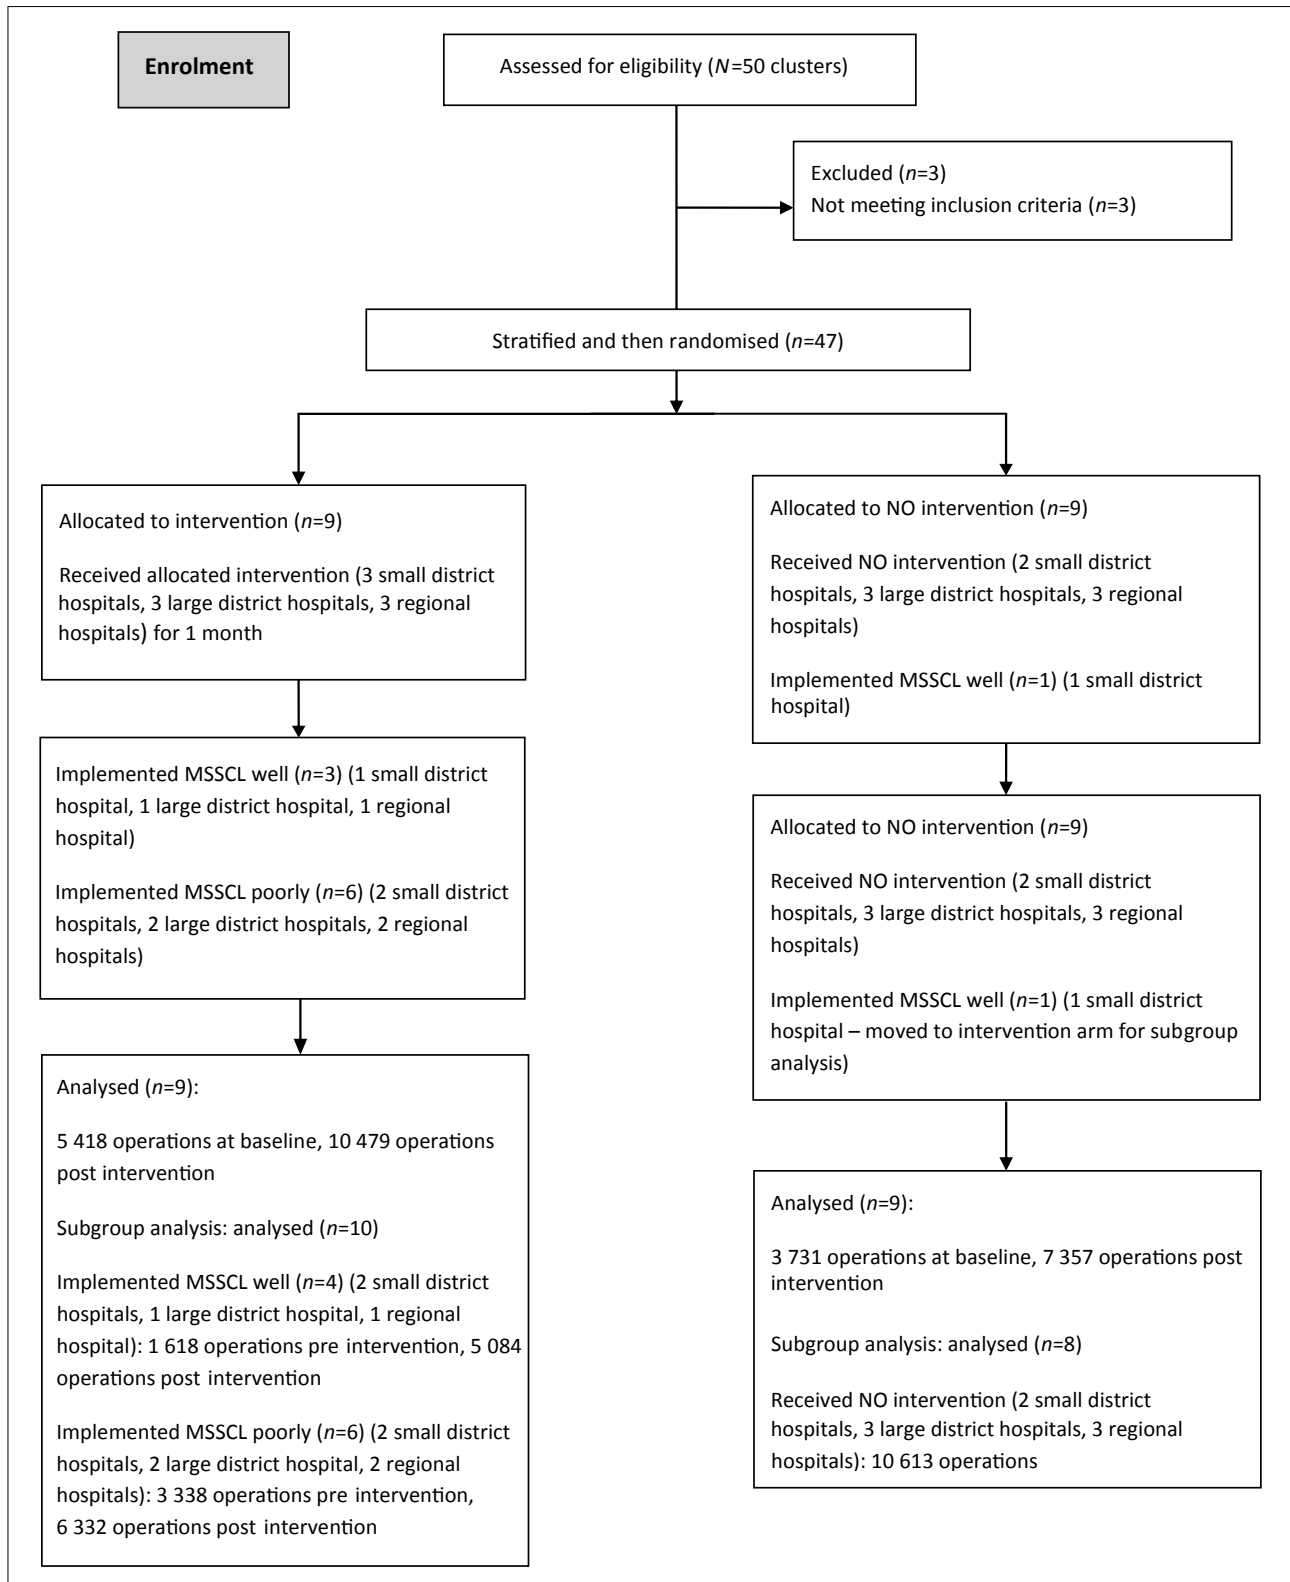 Enrolment
Assessed for eligibility (N=50 clusters)
Excluded (n=3)
Not meeting inclusion criteria (n=3)
Stratified and then randomised (n=47)
Allocated to intervention (n=9)
Received allocated intervention (3 small district
hospitals, 3 large district hospitals, 3 regional
hospitals) for 1 month
Implemented MSSCL well (n=3) (1 small district
hospital, 1 large district hospital, 1 regional
hospital)
Implemented MSSCL poorly (n=6) (2 small district
hospitals, 2 large district hospitals, 2 regional
hospitals)
Analysed (n=9):
5 418 operations at baseline, 10 479 operations
post intervention
Subgroup analysis: analysed (n=10)
Implemented MSSCL well (n=4) (2 small district
hospitals, 1 large district hospital, 1 regional
hospital): 1 618 operations pre intervention, 5 084
operations post intervention
Implemented MSSCL poorly (n=6) (2 small district
hospitals, 2 large district hospital, 2 regional
hospitals): 3 338 operations pre intervention,
6 332 operations post intervention
Allocated to NO intervention (n=9)
Received NO intervention (2 small district
hospitals, 3 large district hospitals, 3 regional
hospitals)
Implemented MSSCL well (n=1) (1 small district
hospital)
Allocated to NO intervention (n=9)
Received NO intervention (2 small district
hospitals, 3 large district hospitals, 3 regional
hospitals)
Implemented MSSCL well (n=1) (1 small district
hospital – moved to intervention arm for subgroup
analysis)
Analysed (n=9):
3 731 operations at baseline, 7 357 operations post
intervention
Subgroup analysis: analysed (n=8)
Received NO intervention (2 small district
hospitals, 3 large district hospitals, 3 regional
hospitals): 10 613 operations